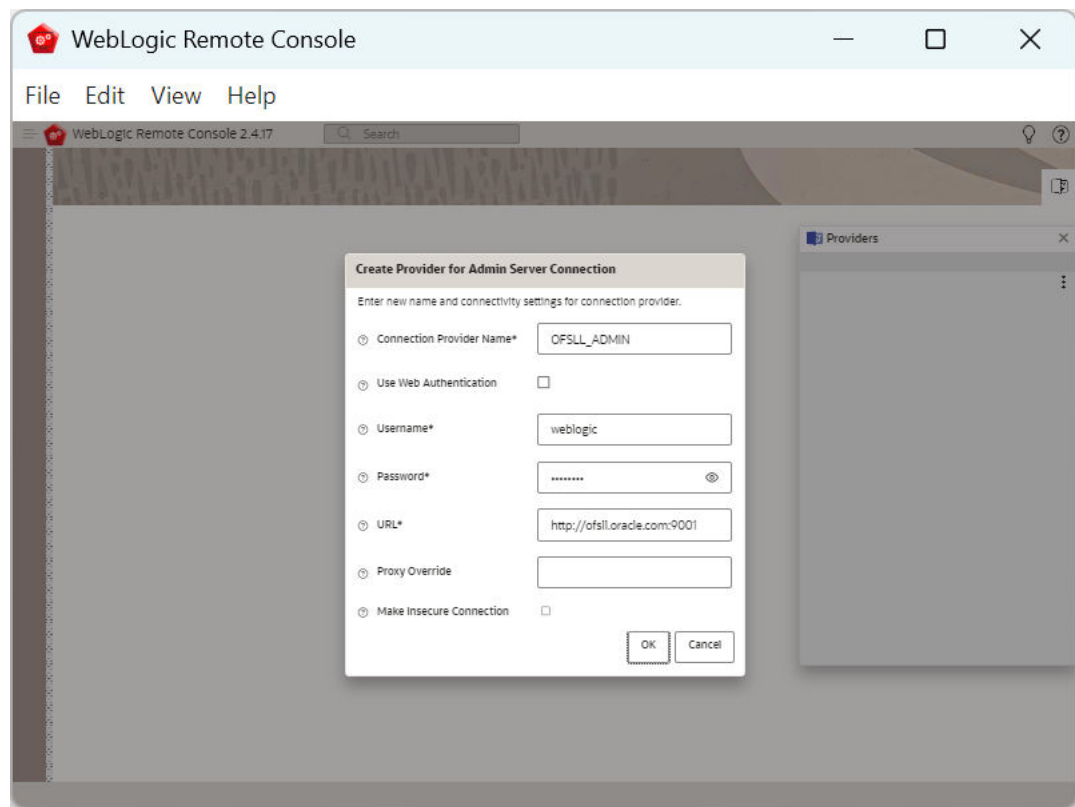 WebLogic Remote Console
File Edit View Help
WebLogic Remote Console 2.4.17 Search
Providers
Create Provider for Admin Server Connection
Enter new name and connectivity settings for connection provider.
Connection Provider Name* OFSLL_ADMIN
Use Web Authentication
Username* weblogic
Password* ••••••••
URL* http://ofsll.oracle.com:9001
Proxy Override
Make Insecure Connection
OK Cancel